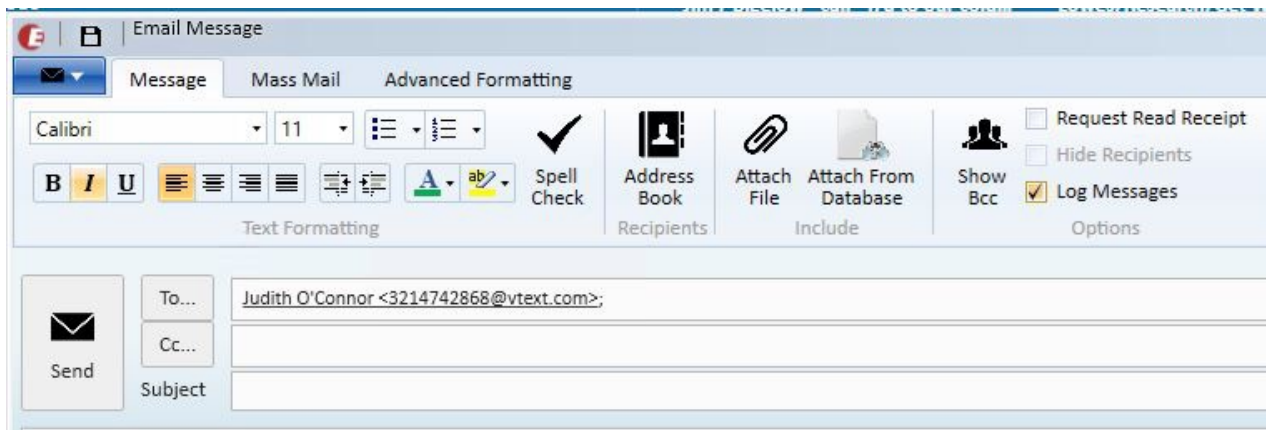 Email Message
Message Mass Mail Advanced Formatting
Calibri 11
Request Read Receipt
Hide Recipients
Log Messages
B I U A ab
Spell Check
Address Book
Attach File
Attach From Database
Show Bcc
Text Formatting Recipients Include Options
To... Judith O'Connor <3214742868@vtext.com>;
Cc...
Send
Subject